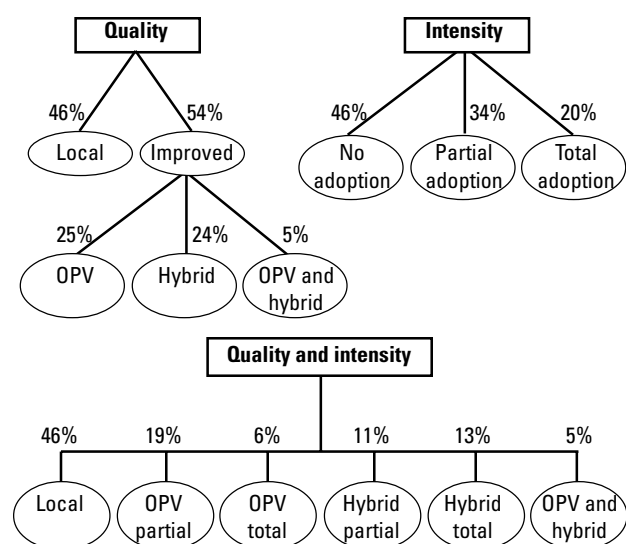 Quality
46%
54%
Local
Improved
25%
24%
5%
OPV
Hybrid
OPV and
hybrid
Intensity
46%
34%
20%
No
adoption
Partial
adoption
Total
adoption
Quality and intensity
46%
19%
6%
11%
13%
5%
Local
OPV
partial
OPV
total
Hybrid
partial
Hybrid
total
OPV and
hybrid